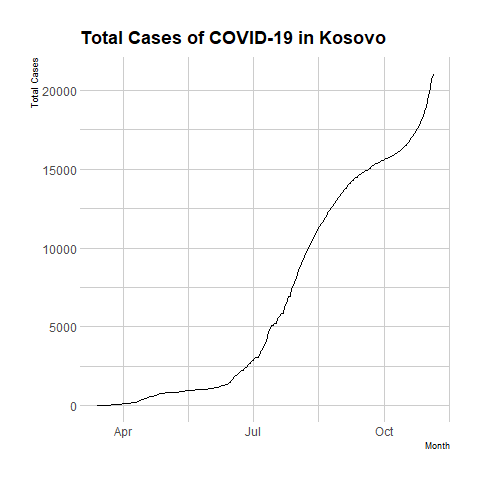 Total Cases of COVID-19 in Kosovo
Total Cases
20000
15000
10000
5000
0
Apr Jul Oct
Month